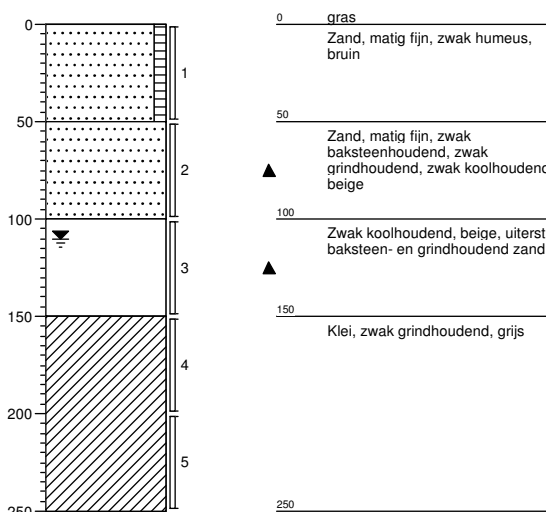 0
50
100
150
200
250
1
2
3
4
5
0 gras
Zand, matig fijn, zwak humeus,
bruin
50
Zand, matig fijn, zwak
baksteenhoudend, zwak
grindhoudend, zwak koolhoudend
beige
100
Zwak koolhoudend, beige, uiterst
baksteen- en grindhoudend zand
150
Klei, zwak grindhoudend, grijs
250